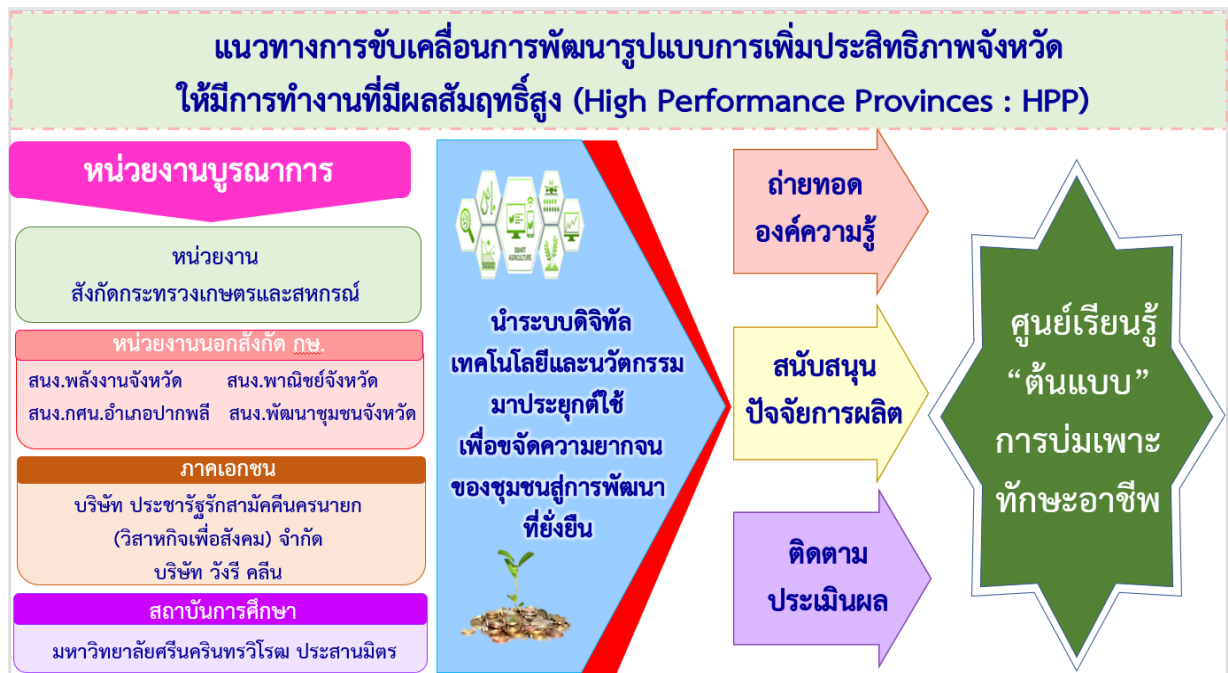 แนวทางการขับเคลื่อนการพัฒนารูปแบบการเพิ่มประสิทธิภาพจังหวัด
ให้มีการทำงานที่มีผลสัมฤทธิ์สูง (High Performance Provinces : HPP)
หน่วยงานบูรณาการ
หน่วยงาน
สังกัดกระทรวงเกษตรและสหกรณ์
หน่วยงานนอกสังกัด กษ.
สนง.พลังงานจังหวัด สนง.พาณิชย์จังหวัด
สนง.กศน.อำเภอปากพลี สนง.พัฒนาชุมชนจังหวัด
ภาคเอกชน
บริษัท ประชารัฐรักสามัคคีนครนายก
(วิสาหกิจเพื่อสังคม) จำกัด
บริษัท วังรี คลีน
สถาบันการศึกษา
มหาวิทยาลัยศรีนครินทรวิโรฒ ประสานมิตร
SMART
AGRICULTURE
นำระบบดิจิทัล
เทคโนโลยีและนวัตกรรม
มาประยุกต์ใช้
เพื่อขจัดความยากจน
ของชุมชนสู่การพัฒนา
ที่ยั่งยืน
ถ่ายทอด
องค์ความรู้
สนับสนุน
ปัจจัยการผลิต
ติดตาม
ประเมินผล
ศูนย์เรียนรู้
“ต้นแบบ”
การบ่มเพาะ
ทักษะอาชีพ